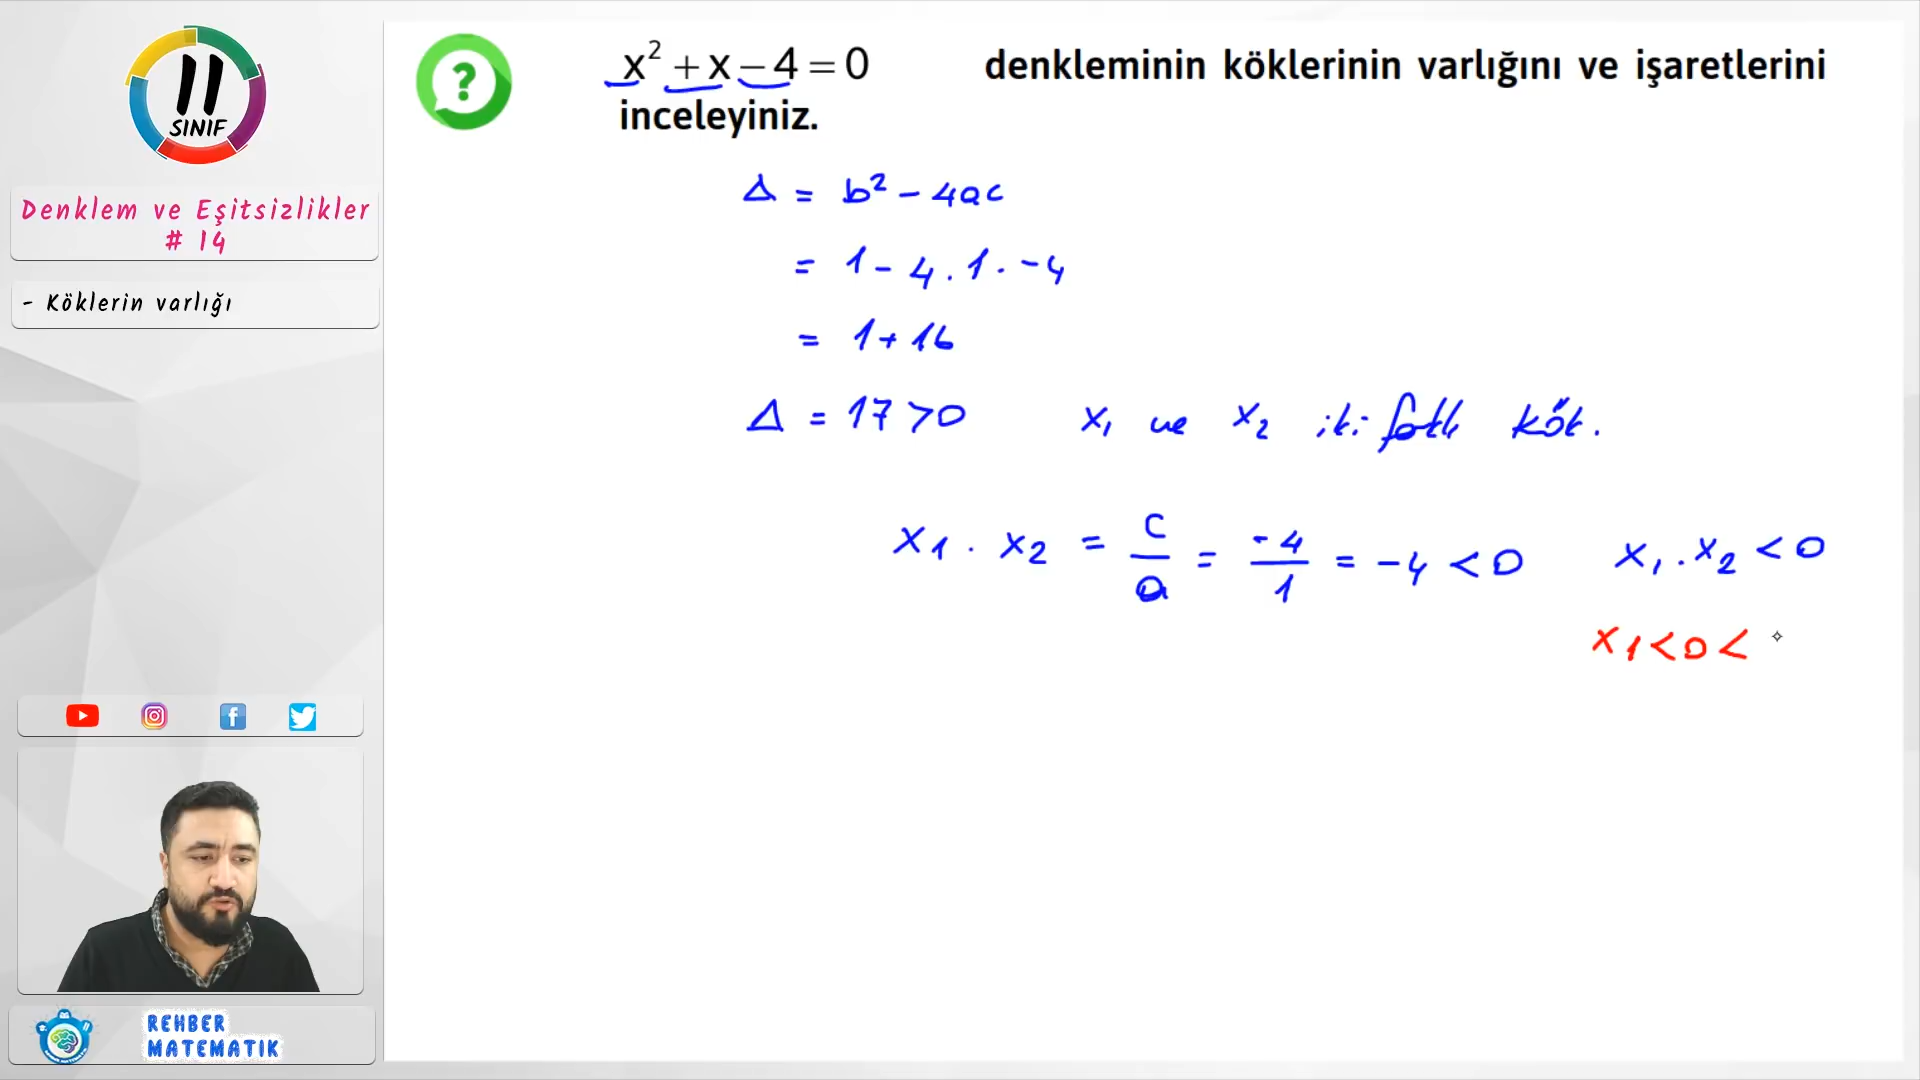 11
SINIF
Denklem ve Eşitsizlikler
# 14
- Köklerin varlığı
x² + x − 4 = 0 denkleminin köklerinin varlığını ve işaretlerini
inceleyiniz.
Δ = b² - 4ac
= 1 - 4 . 1 . -4
= 1 + 16
Δ = 17 > 0 x₁ ve x₂ iki farklı kök.
x₁ . x₂ = c/a = -4/1 = -4 < 0 x₁ . x₂ < 0
x₁ < 0 <
REHBER
MATEMATİK